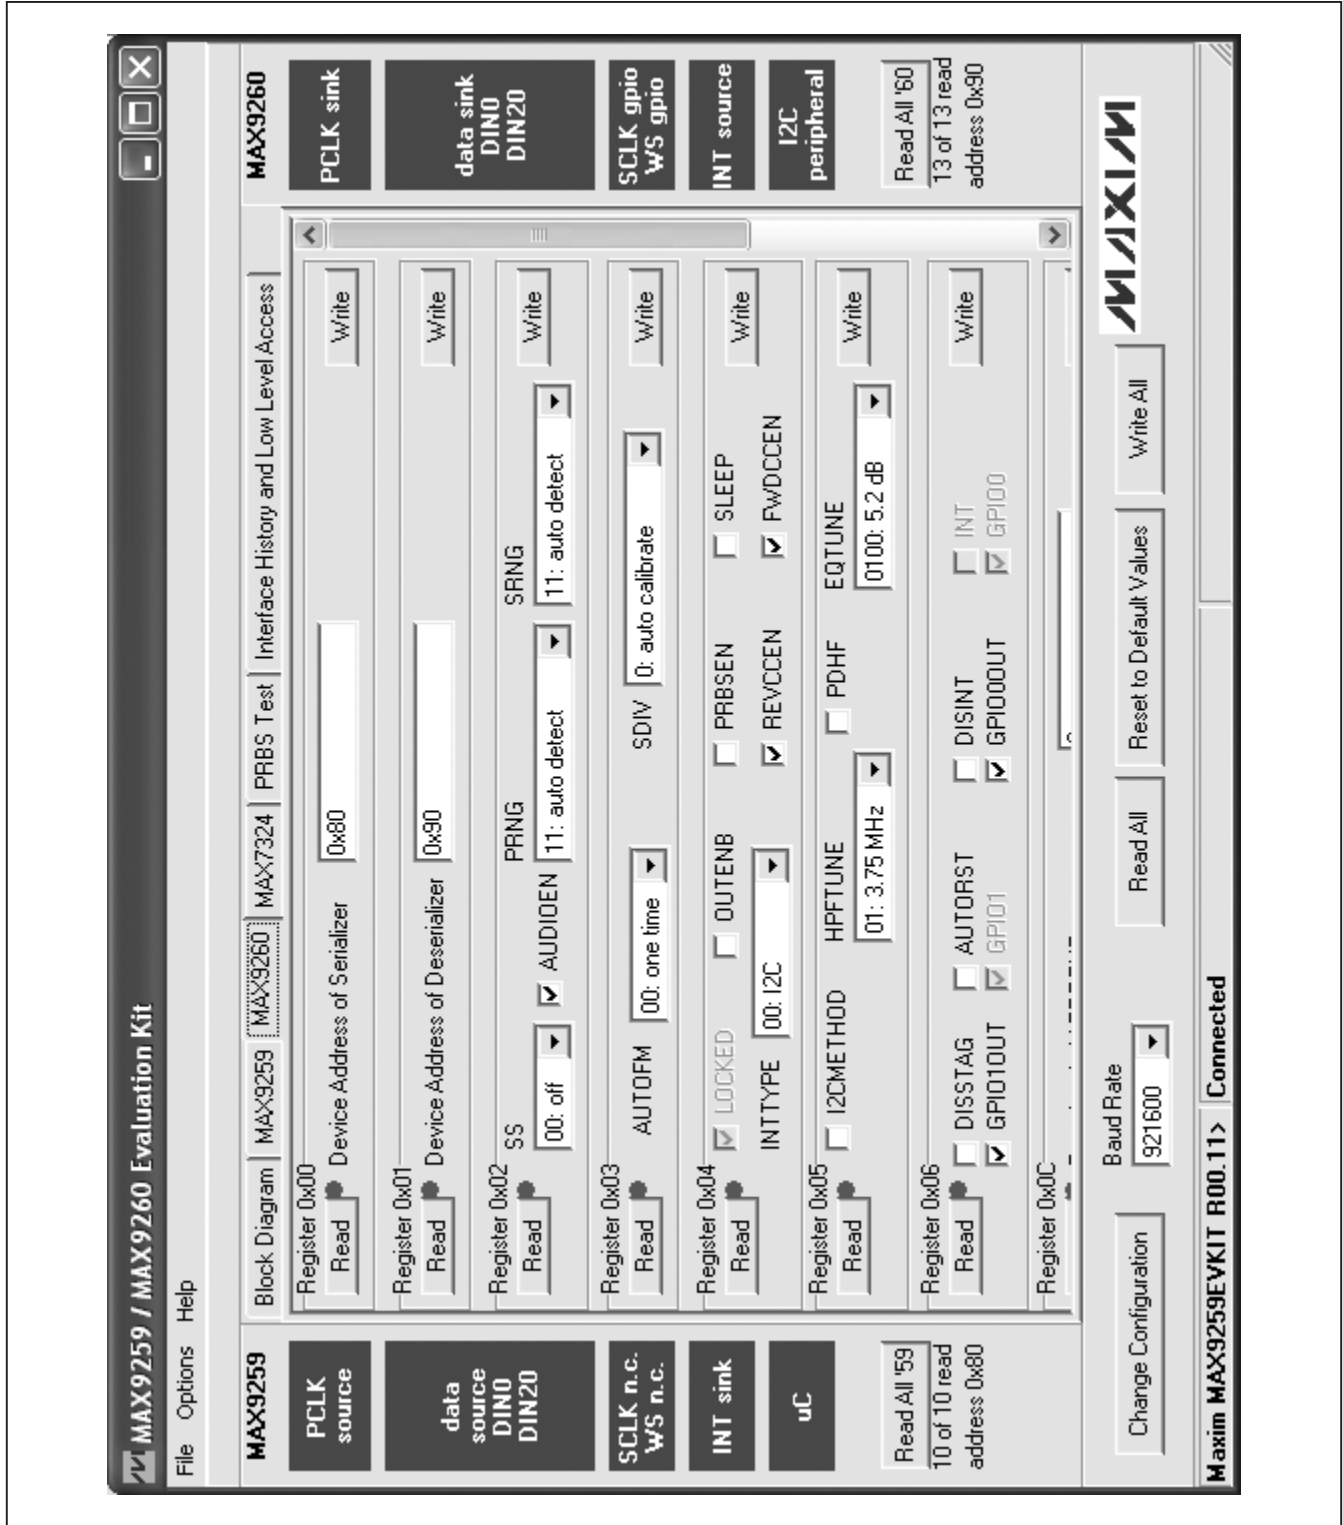 MAX9259 / MAX9260 Evaluation Kit
File Options Help
MAX9259
PCLK
source
data
source
DIN0
DIN20
SCLK n.c.
WS n.c.
INT sink
uC
Read All '59
10 of 10 read
address 0x80
Block Diagam MAX9259 MAX9260 MAX7324 PRBS Test Interface History and Low Level Access
Register 0x00
Read Device Address of Serializer 0x80 Write
Register 0x01
Read Device Address of Deserializer 0x90 Write
Register 0x02
SS PRNG SRNG
Read 00: off AUDIOEN 11: auto detect 11: auto detect Write
Register 0x03
Read AUTOFM 00: one time SDIV 0: auto calibrate Write
Register 0x04
Read LOCKED OUTENB PRBSEN SLEEP Write
INTTYPE 00: I2C REVCCEN FWDCCEN
Register 0x05
Read I2CMETHOD HPFTUNE PDHF EQTUNE Write
01: 3.75 MHz 0100: 5.2 dB
Register 0x06
Read DISSTAG AUTORST DISINT INT Write
GPIO1OUT GPIO1 GPIO0OUT GPIO0
Register 0x0C
MAX9260
PCLK sink
data sink
DIN0
DIN20
SCLK gpio
WS gpio
INT source
I2C
peripheral
Read All '60
13 of 13 read
address 0x90
Baud Rate
Change Configuration 921600 Read All Reset to Default Values Write All MAXIM
Maxim MAX9259EVKIT R00.11> Connected